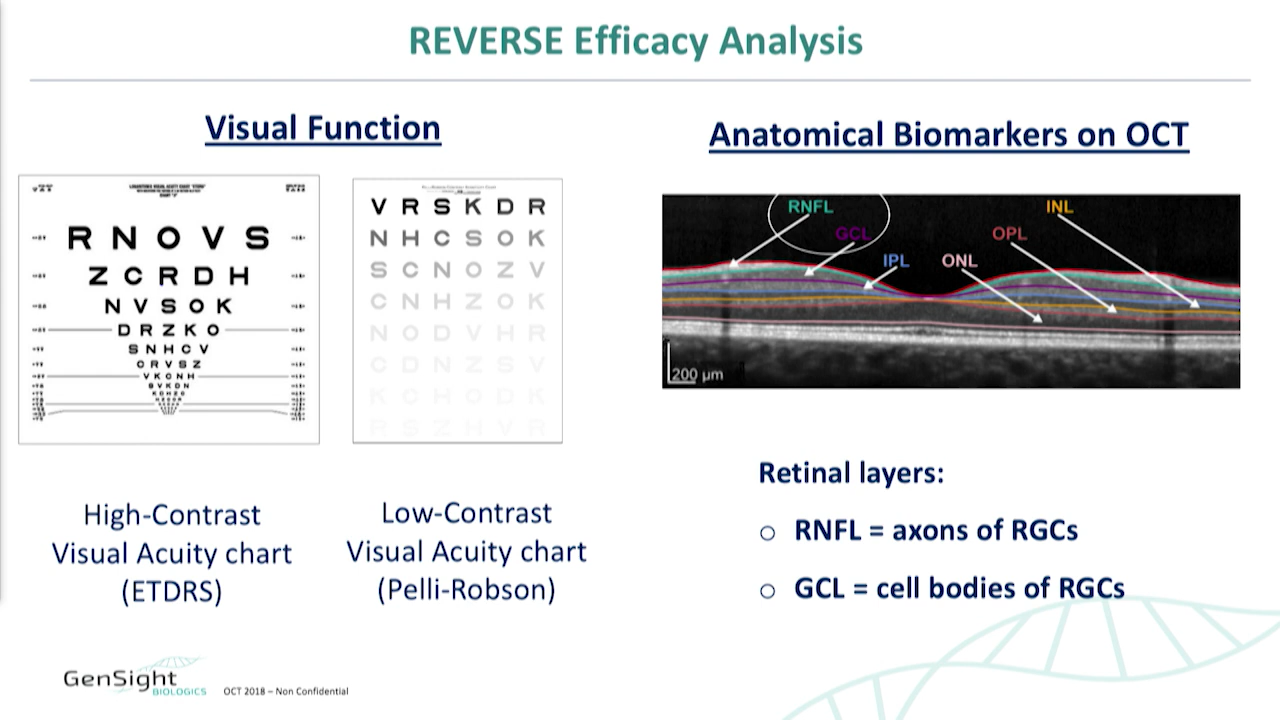 REVERSE Efficacy Analysis
Visual Function
Anatomical Biomarkers on OCT
R N O V S
Z C R D H
N V S O K
D R Z K O
S N H C V
C R V S Z
V K C N H
V R S K D R
N H C S O K
S C N O Z V
C N H Z O K
N O D V H R
C D N Z S V
K C H O D K
R S Z H V R
RNFL
INL
GCL
OPL
IPL
ONL
200 µm
High-Contrast
Visual Acuity chart
(ETDRS)
Low-Contrast
Visual Acuity chart
(Pelli-Robson)
Retinal layers:
○ RNFL = axons of RGCs
○ GCL = cell bodies of RGCs
GenSight
BIOLOGICS
OCT 2018 – Non Confidential